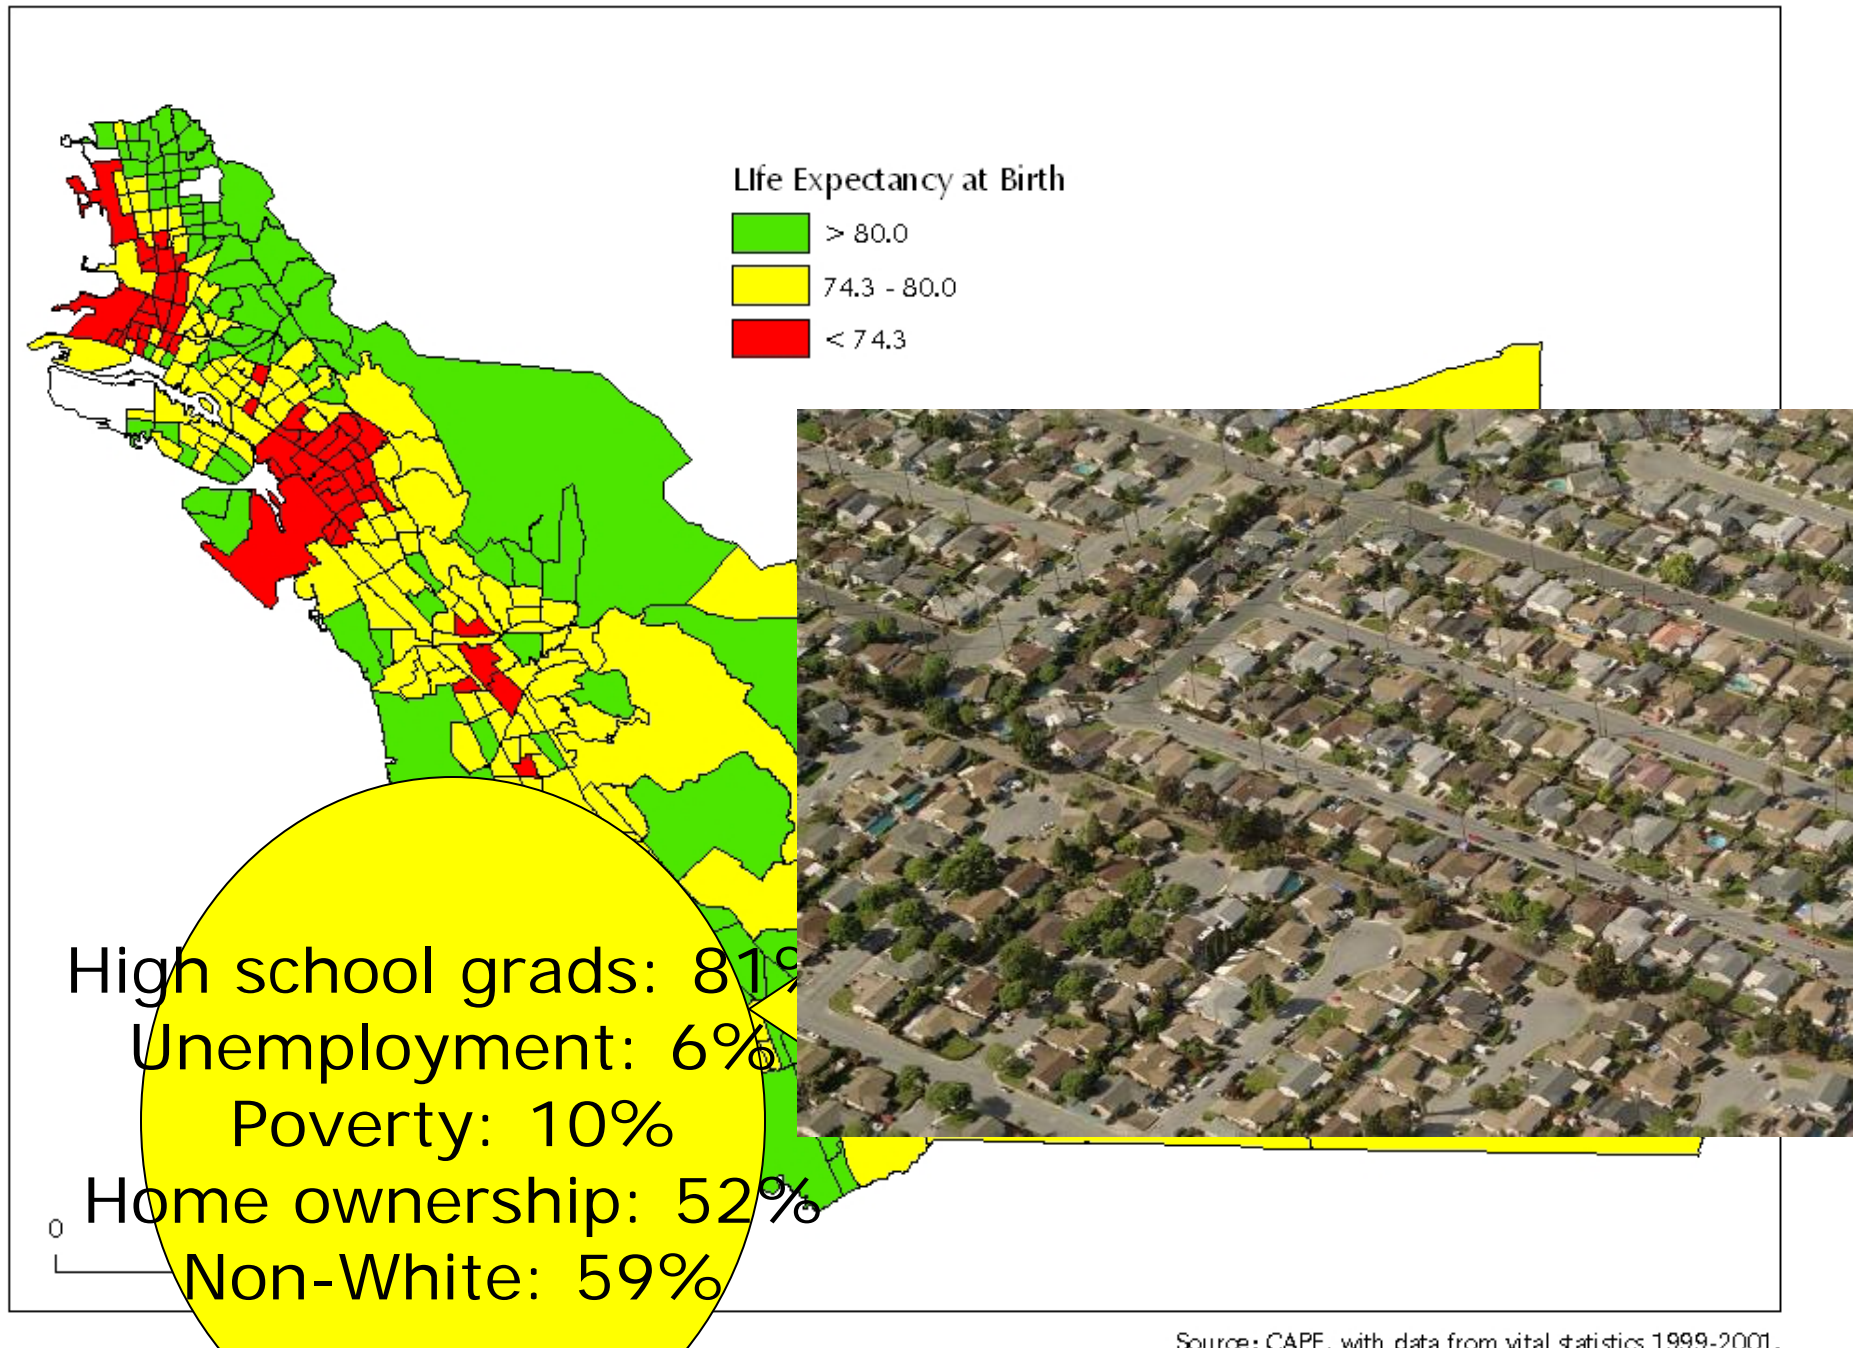 LIfe Expectancy at Birth
> 80.0
74.3 - 80.0
< 74.3
High school grads: 81%
Unemployment: 6%
Poverty: 10%
Home ownership: 52%
Non-White: 59%
0
Source: CAPE, with data from vital statistics 1999-2001.